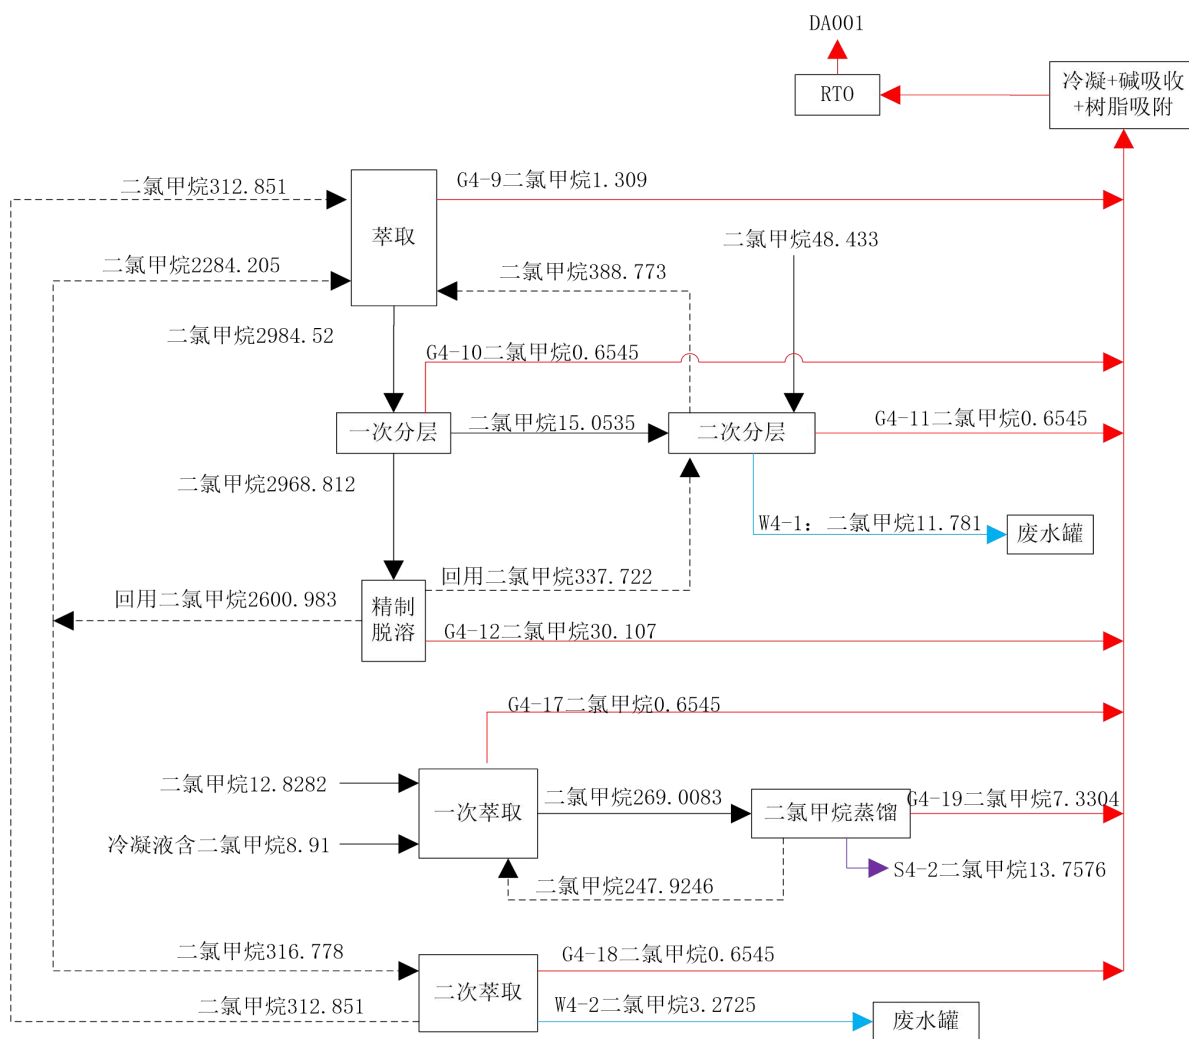 DA001
RTO
冷凝+碱吸收
+树脂吸附
二氯甲烷312.851
G4-9二氯甲烷1.309
萃取
二氯甲烷48.433
二氯甲烷2284.205
二氯甲烷388.773
二氯甲烷2984.52
G4-10二氯甲烷0.6545
一次分层
二氯甲烷15.0535
二次分层
G4-11二氯甲烷0.6545
二氯甲烷2968.812
W4-1：二氯甲烷11.781
废水罐
回用二氯甲烷337.722
回用二氯甲烷2600.983
精制
脱溶
G4-12二氯甲烷30.107
G4-17二氯甲烷0.6545
二氯甲烷12.8282
一次萃取
二氯甲烷269.0083
二氯甲烷蒸馏
G4-19二氯甲烷7.3304
冷凝液含二氯甲烷8.91
二氯甲烷247.9246
S4-2二氯甲烷13.7576
二氯甲烷316.778
G4-18二氯甲烷0.6545
二次萃取
二氯甲烷312.851
W4-2二氯甲烷3.2725
废水罐